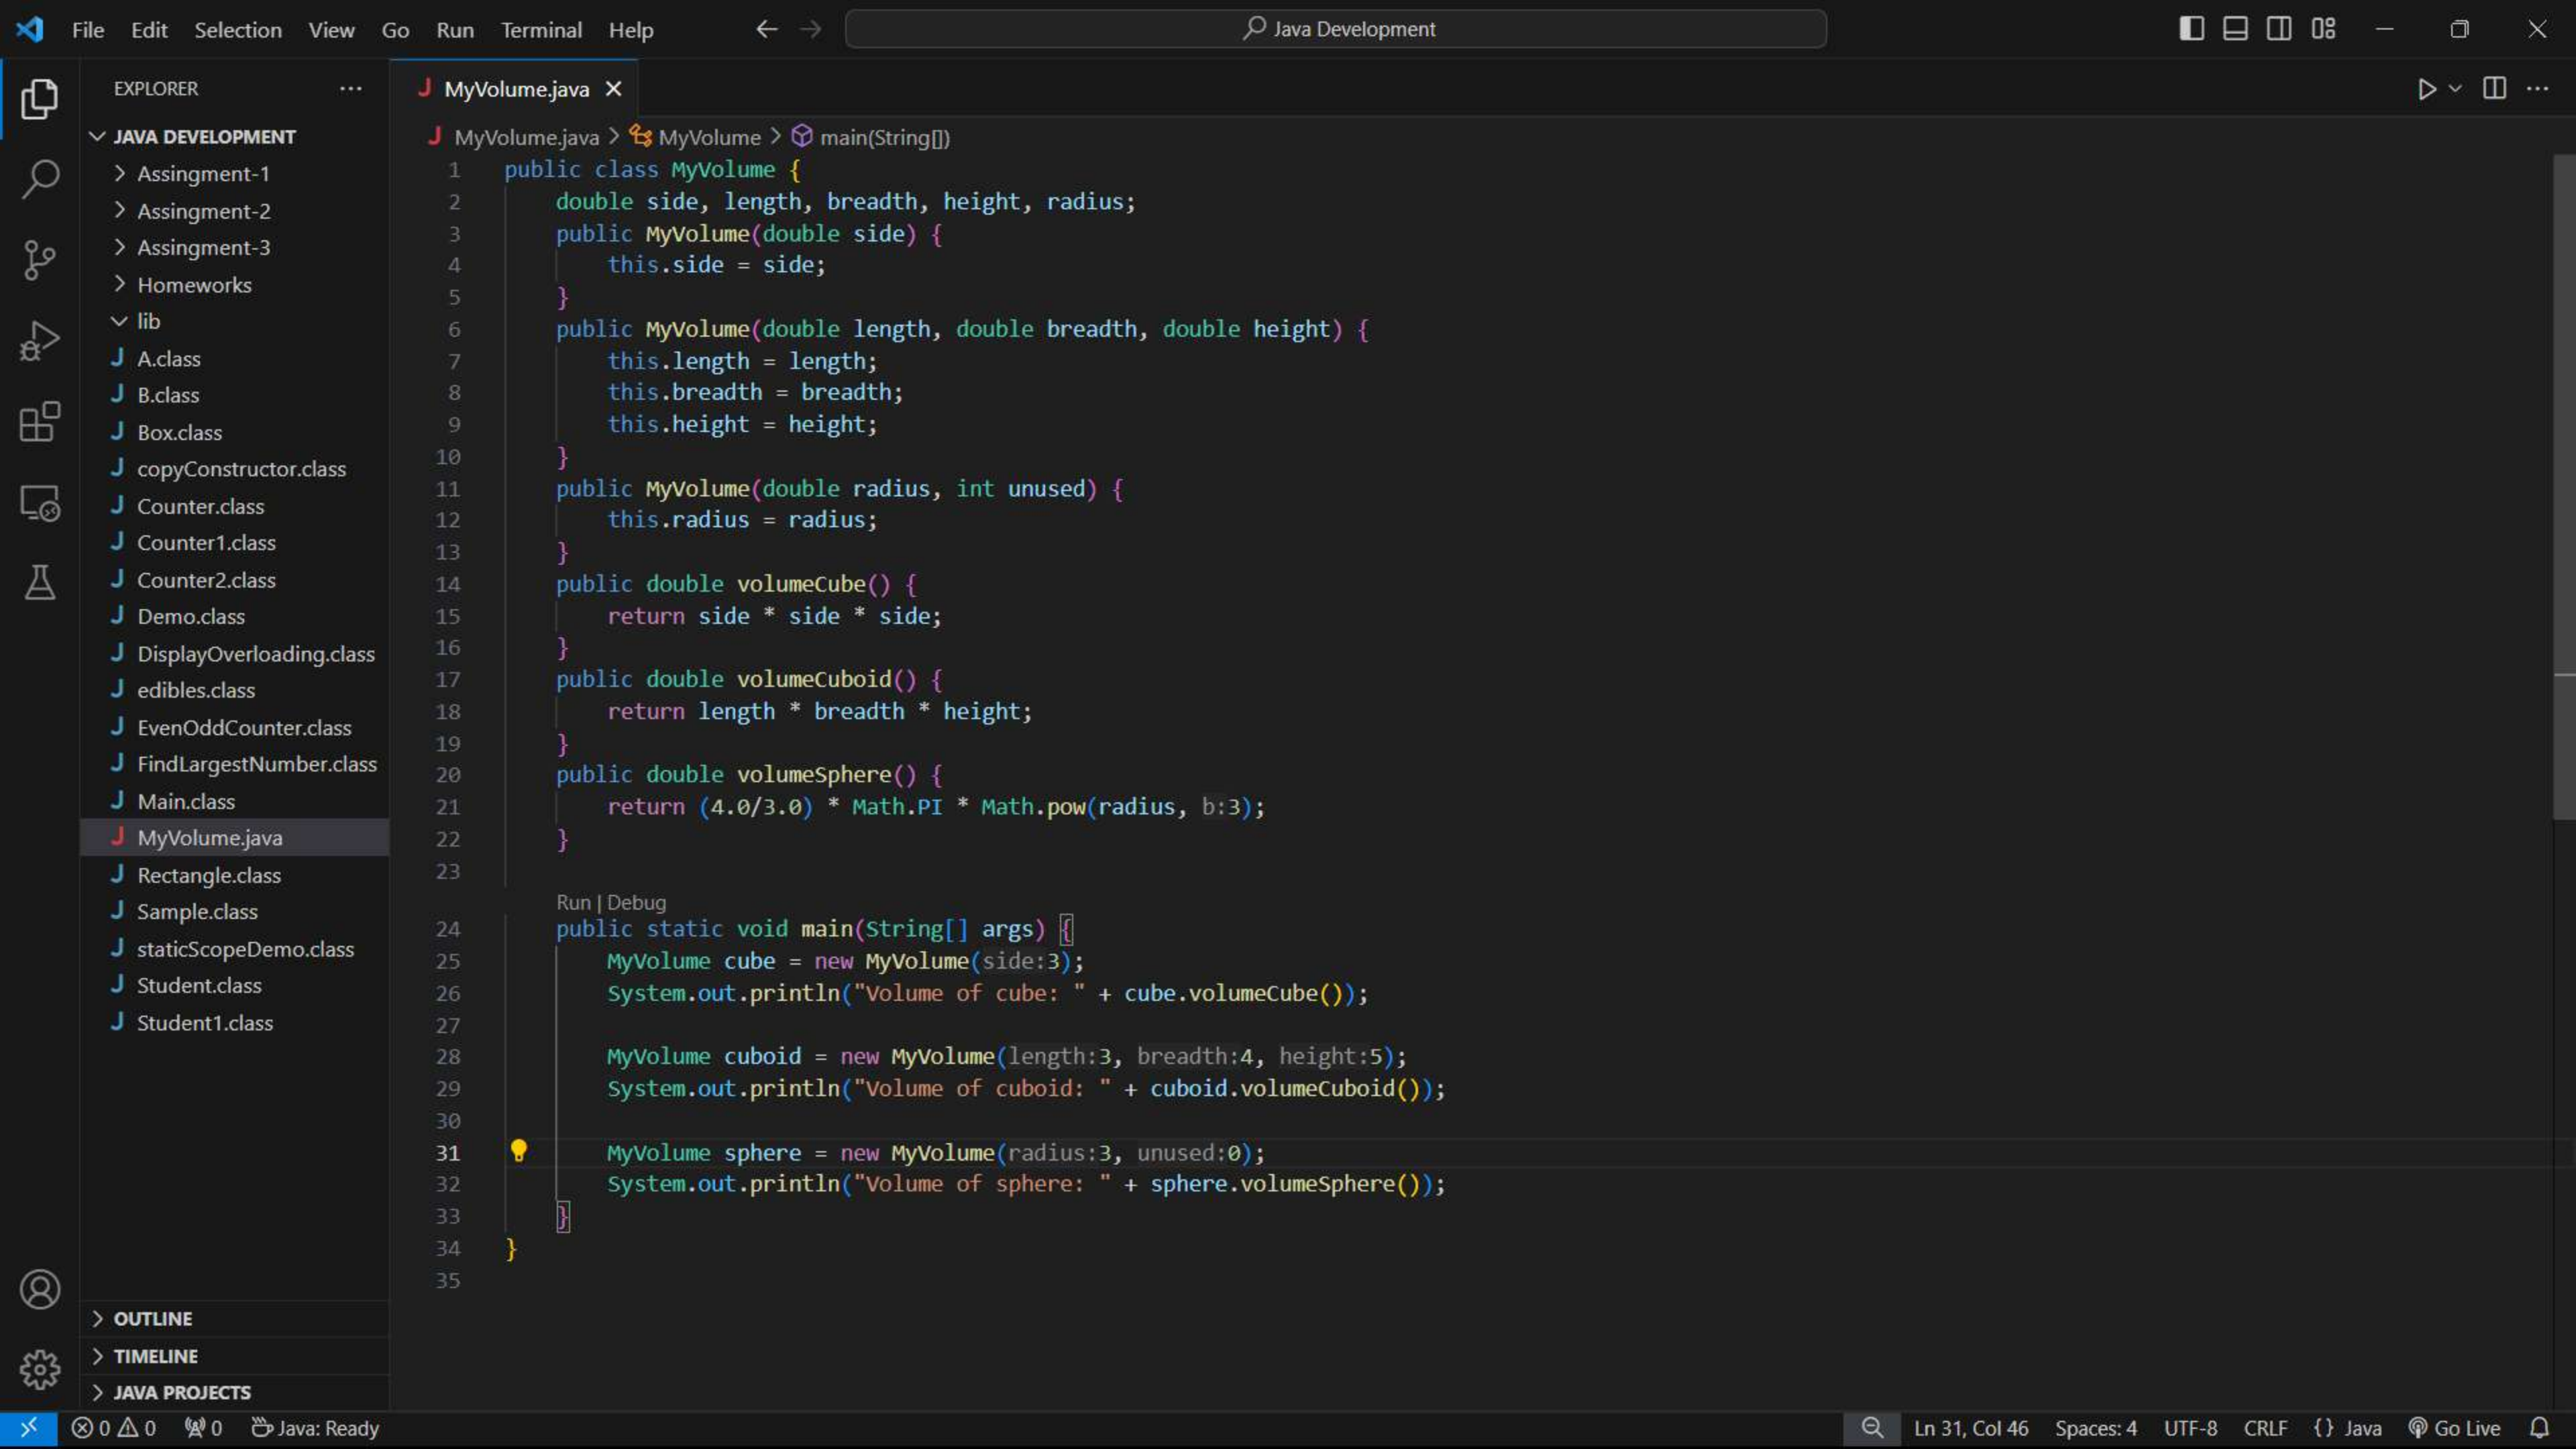 File Edit Selection View Go Run Terminal Help
Java Development
EXPLORER
JAVA DEVELOPMENT
Assingment-1
Assingment-2
Assingment-3
Homeworks
lib
A.class
B.class
Box.class
copyConstructor.class
Counter.class
Counter1.class
Counter2.class
Demo.class
DisplayOverloading.class
edibles.class
EvenOddCounter.class
FindLargestNumber.class
Main.class
MyVolume.java
Rectangle.class
Sample.class
staticScopeDemo.class
Student.class
Student1.class
OUTLINE
TIMELINE
JAVA PROJECTS
J MyVolume.java
J MyVolume.java > MyVolume > main(String[])
1 public class MyVolume {
2 double side, length, breadth, height, radius;
3 public MyVolume(double side) {
4 this.side = side;
5 }
6 public MyVolume(double length, double breadth, double height) {
7 this.length = length;
8 this.breadth = breadth;
9 this.height = height;
10 }
11 public MyVolume(double radius, int unused) {
12 this.radius = radius;
13 }
14 public double volumeCube() {
15 return side * side * side;
16 }
17 public double volumeCuboid() {
18 return length * breadth * height;
19 }
20 public double volumeSphere() {
21 return (4.0/3.0) * Math.PI * Math.pow(radius, b:3);
22 }
23
Run | Debug
24 public static void main(String[] args) {
25 MyVolume cube = new MyVolume(side:3);
26 System.out.println("Volume of cube: " + cube.volumeCube());
27
28 MyVolume cuboid = new MyVolume(length:3, breadth:4, height:5);
29 System.out.println("Volume of cuboid: " + cuboid.volumeCuboid());
30
31 MyVolume sphere = new MyVolume(radius:3, unused:0);
32 System.out.println("Volume of sphere: " + sphere.volumeSphere());
33 }
34 }
35
0 0 0 Java: Ready Ln 31, Col 46 Spaces: 4 UTF-8 CRLF {} Java Go Live